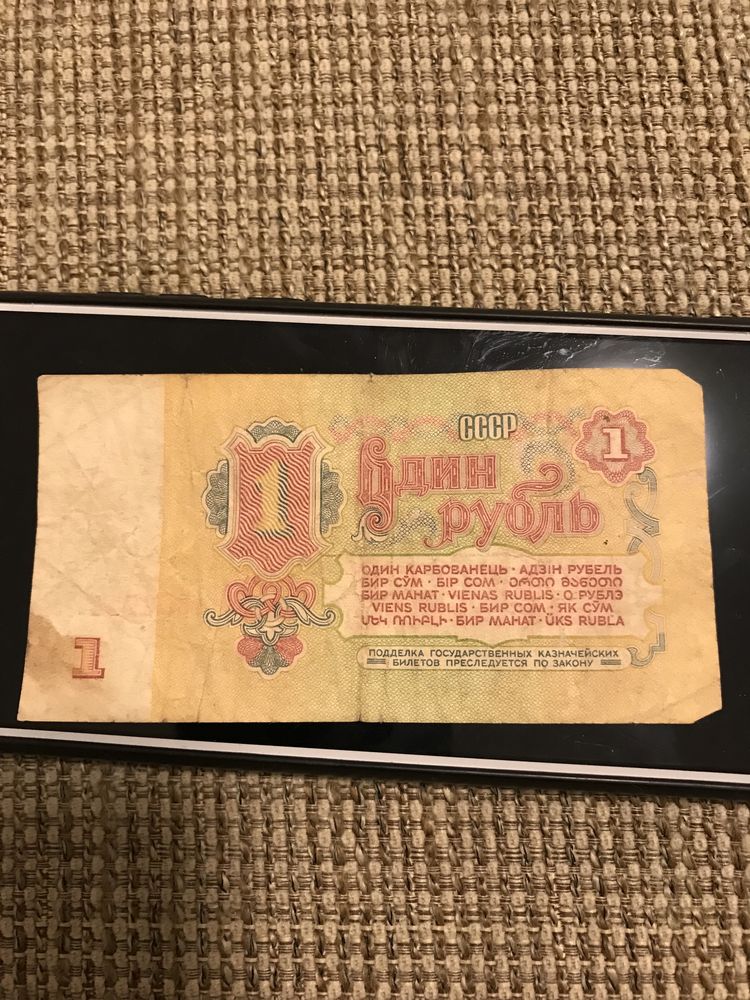 СССР
1
1
Один
рубль
ОДИН КАРБОВАНЕЦЬ · АДЗІН РУБЕЛЬ
БИР СЎМ · БІР СОМ · ᲔᲠᲗᲘ ᲛᲐᲜᲔᲗᲘ
БИР МАНАТ · VIENAS RUBLIS · О РУБЛЭ
VIENS RUBLIS · БИР СОМ · ЯК СЎМ
ՄԵԿ ՌՈՒԲԼԻ · БИР МАНАТ · ÜKS RUBLA
1
ПОДДЕЛКА ГОСУДАРСТВЕННЫХ КАЗНАЧЕЙСКИХ
БИЛЕТОВ ПРЕСЛЕДУЕТСЯ ПО ЗАКОНУ